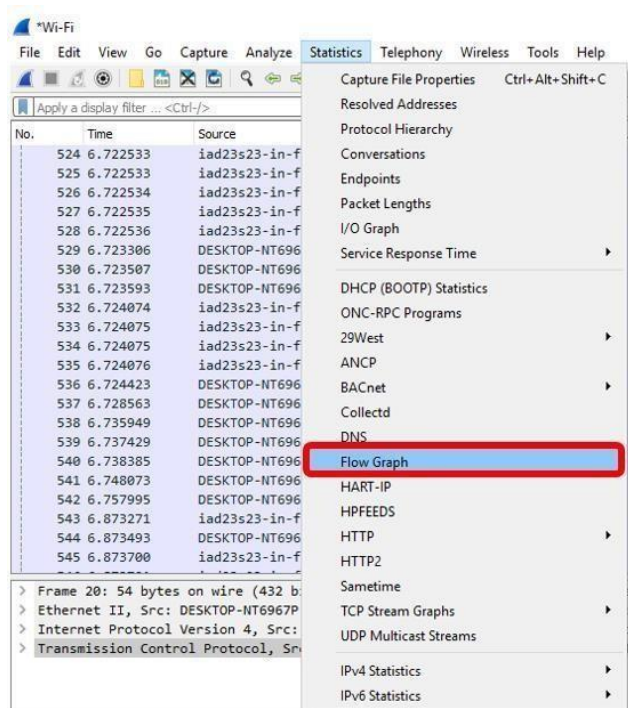 *Wi-Fi
File Edit View Go Capture Analyze Statistics Telephony Wireless Tools Help
Apply a display filter ... <Ctrl-/>
No. Time Source
524 6.722533 iad23s23-in-f
525 6.722533 iad23s23-in-f
526 6.722534 iad23s23-in-f
527 6.722535 iad23s23-in-f
528 6.722536 iad23s23-in-f
529 6.723306 DESKTOP-NT696
530 6.723507 DESKTOP-NT696
531 6.723593 DESKTOP-NT696
532 6.724074 iad23s23-in-f
533 6.724075 iad23s23-in-f
534 6.724075 iad23s23-in-f
535 6.724076 iad23s23-in-f
536 6.724423 DESKTOP-NT696
537 6.728563 DESKTOP-NT696
538 6.735949 DESKTOP-NT696
539 6.737429 DESKTOP-NT696
540 6.738385 DESKTOP-NT696
541 6.748073 DESKTOP-NT696
542 6.757995 DESKTOP-NT696
543 6.873271 iad23s23-in-f
544 6.873493 DESKTOP-NT696
545 6.873700 iad23s23-in-f
> Frame 20: 54 bytes on wire (432 b
> Ethernet II, Src: DESKTOP-NT6967P
> Internet Protocol Version 4, Src:
> Transmission Control Protocol, Sr
Capture File Properties Ctrl+Alt+Shift+C
Resolved Addresses
Protocol Hierarchy
Conversations
Endpoints
Packet Lengths
I/O Graph
Service Response Time
DHCP (BOOTP) Statistics
ONC-RPC Programs
29West
ANCP
BACnet
Collectd
DNS
Flow Graph
HART-IP
HPFEEDS
HTTP
HTTP2
Sametime
TCP Stream Graphs
UDP Multicast Streams
IPv4 Statistics
IPv6 Statistics